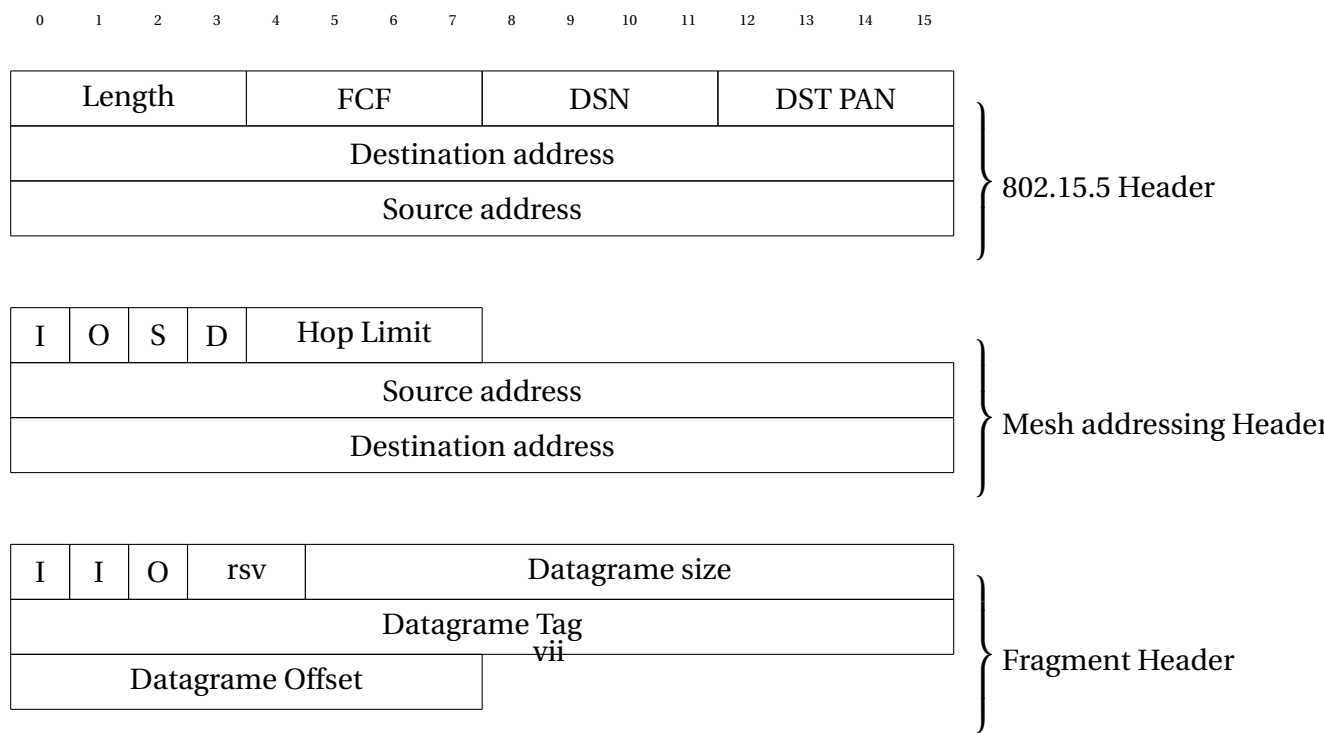 0 1 2 3 4 5 6 7 8 9 10 11 12 13 14 15
Length FCF DSN DST PAN
Destination address
Source address
802.15.5 Header
I O S D Hop Limit
Source address
Destination address
Mesh addressing Header
I I O rsv Datagrame size
Datagrame Tag
vii
Datagrame Offset
Fragment Header